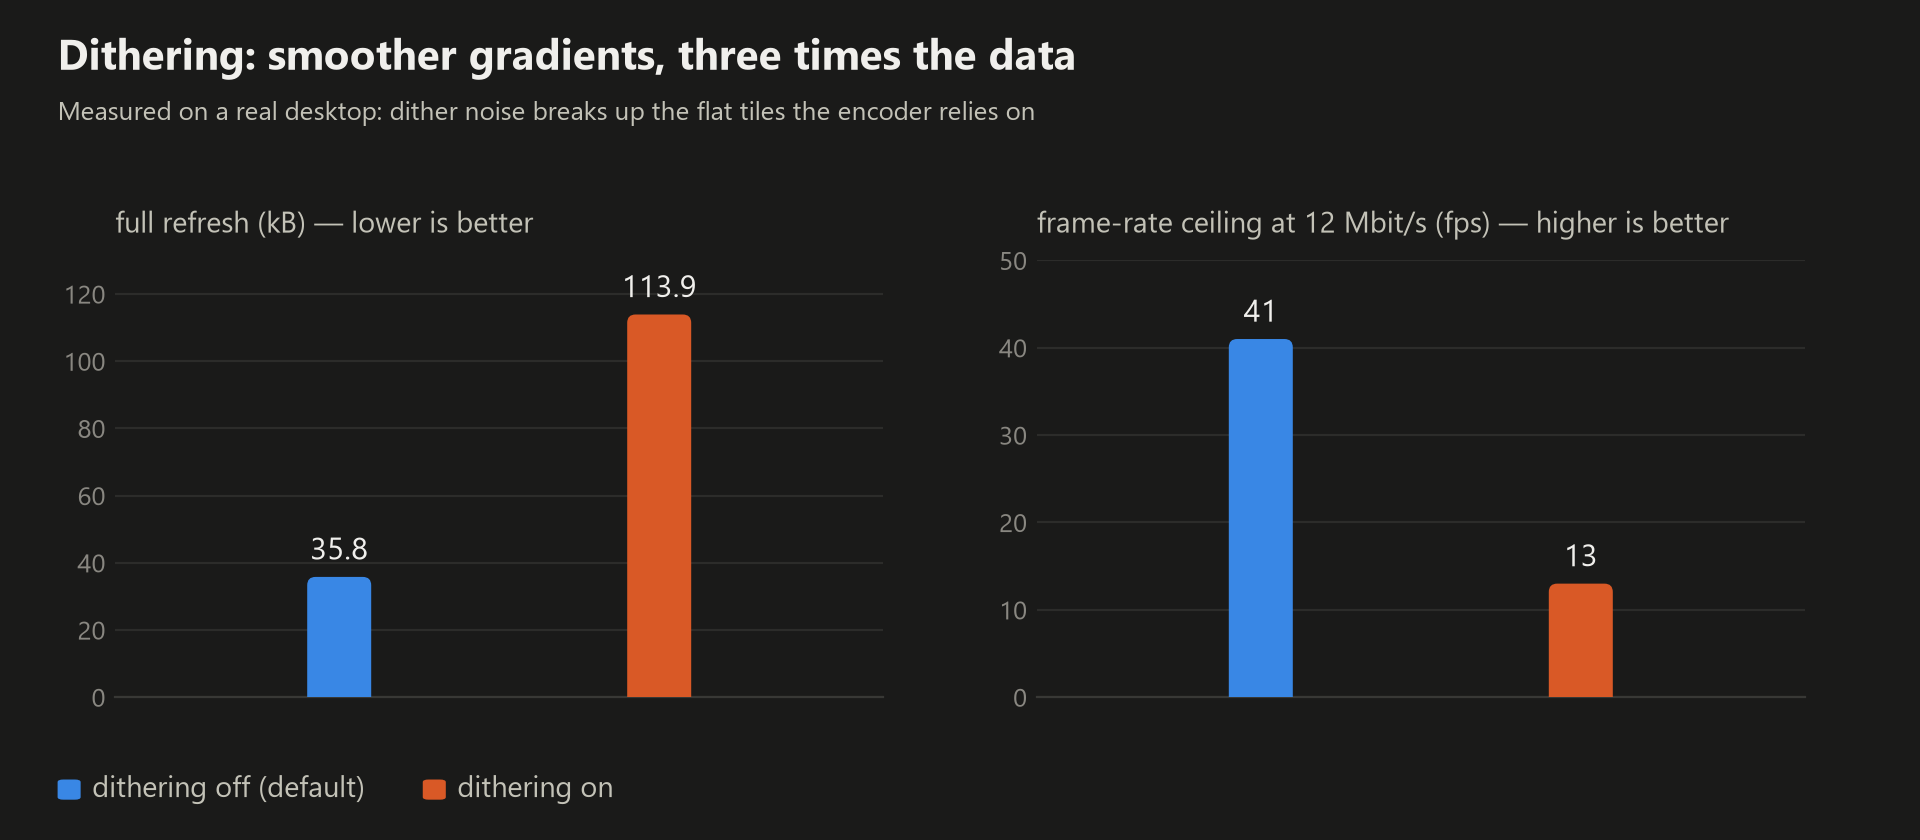 Dithering: smoother gradients, three times the data
Measured on a real desktop: dither noise breaks up the flat tiles the encoder relies on
full refresh (kB) — lower is better
120
100
80
60
40
20
0
35.8
113.9
frame-rate ceiling at 12 Mbit/s (fps) — higher is better
50
40
30
20
10
0
41
13
dithering off (default)
dithering on